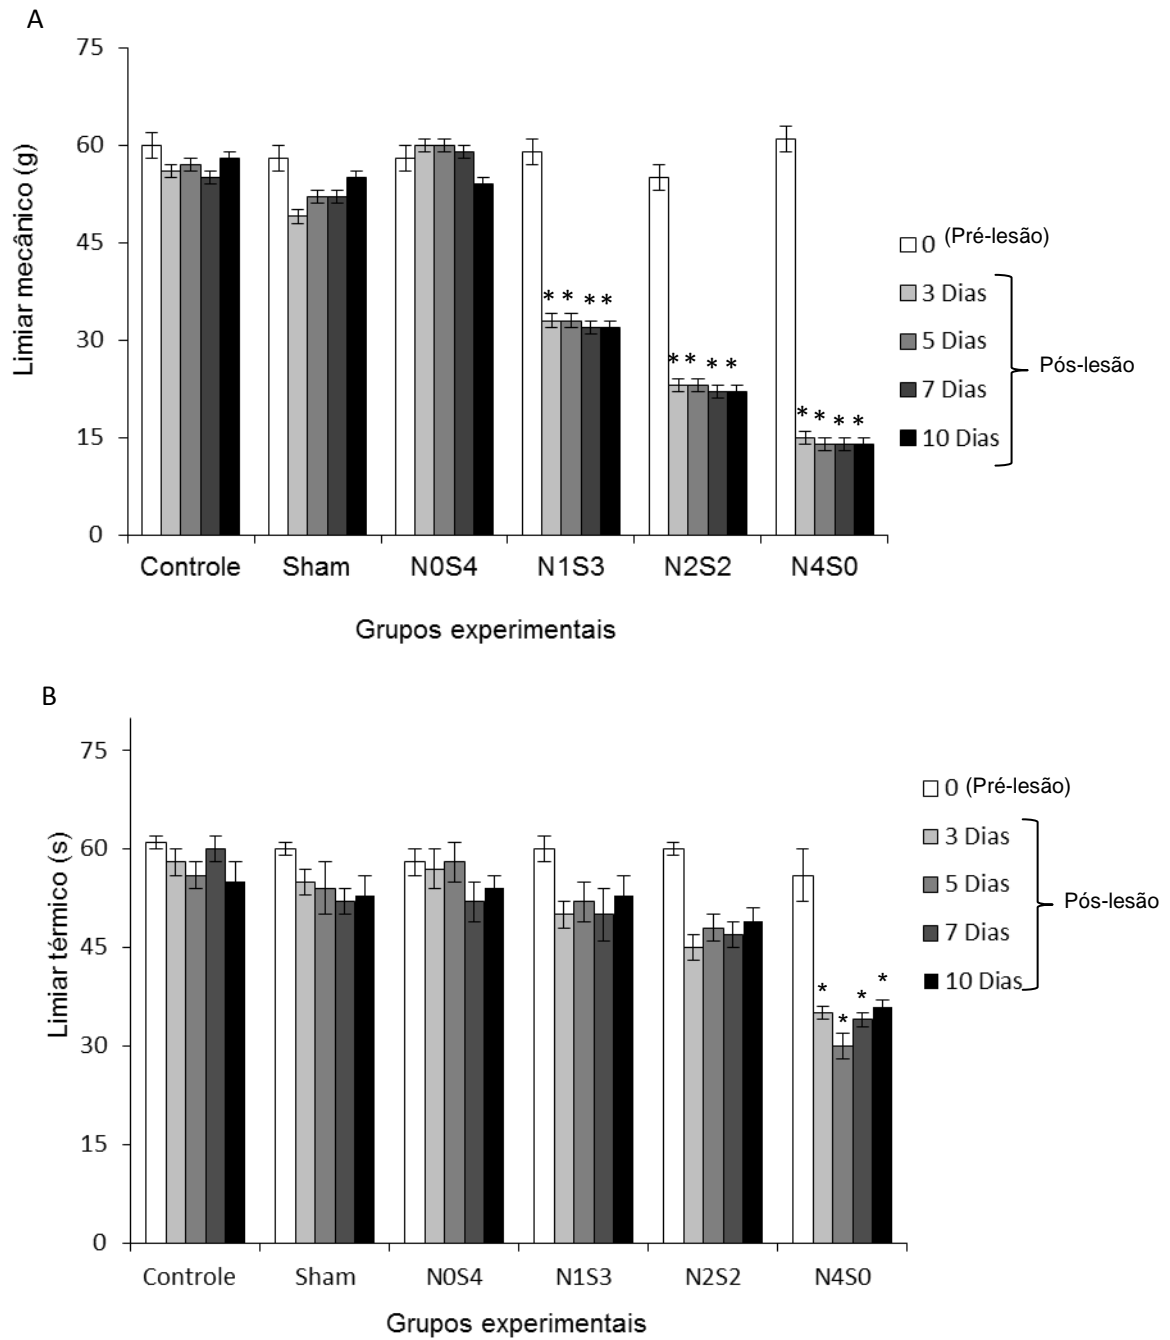 A
75
60
45
30
15
0
Limiar mecânico (g)
* * * *
* * * *
* * * *
Controle Sham N0S4 N1S3 N2S2 N4S0
Grupos experimentais
0 (Pré-lesão)
3 Dias
5 Dias
7 Dias
10 Dias
Pós-lesão
B
75
60
45
30
15
0
Limiar térmico (s)
* * * *
Controle Sham N0S4 N1S3 N2S2 N4S0
Grupos experimentais
0 (Pré-lesão)
3 Dias
5 Dias
7 Dias
10 Dias
Pós-lesão